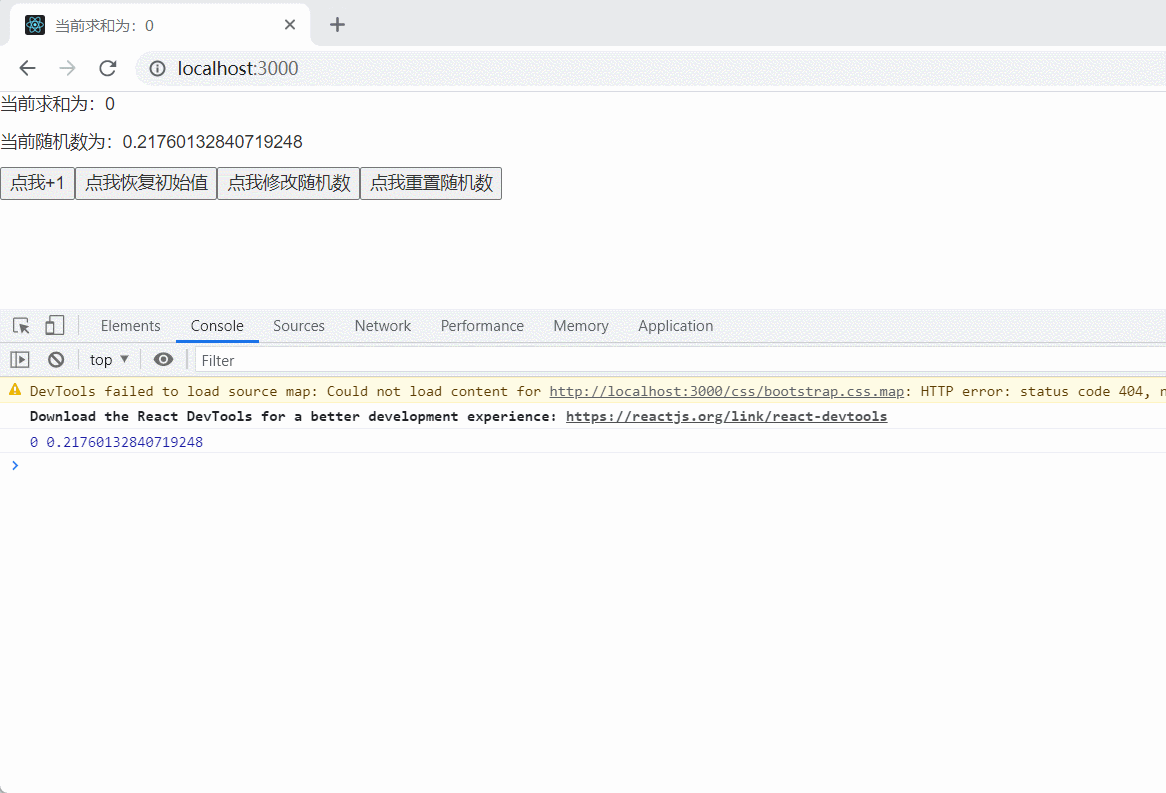 当前求和为：0
localhost:3000
当前求和为：0
当前随机数为：0.21760132840719248
点我+1 点我恢复初始值 点我修改随机数 点我重置随机数
Elements Console Sources Network Performance Memory Application
top Filter
DevTools failed to load source map: Could not load content for http://localhost:3000/css/bootstrap.css.map: HTTP error: status code 404,
Download the React DevTools for a better development experience: https://reactjs.org/link/react-devtools
0 0.21760132840719248